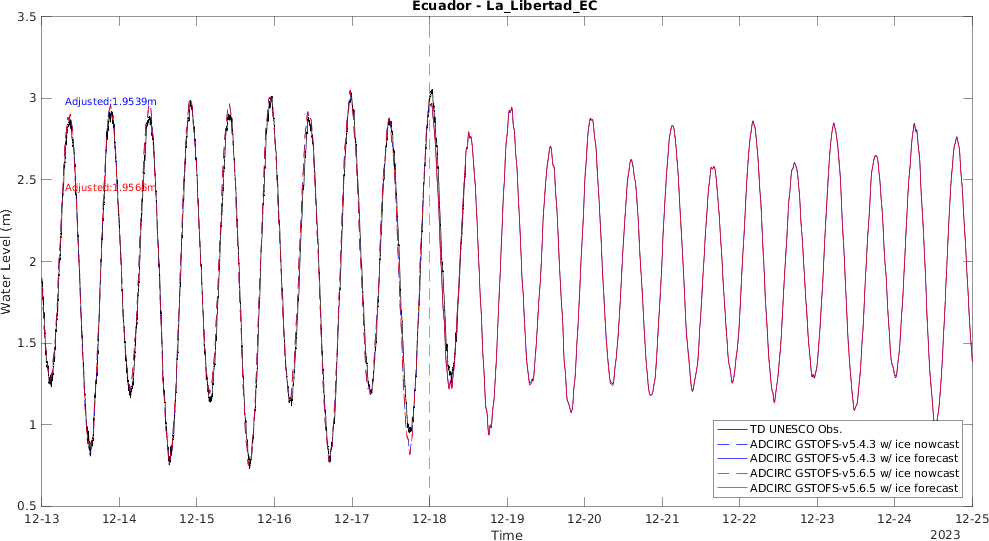 Ecuador - La_Libertad_EC
3.5
3
2.5
2
1.5
1
0.5
Water Level (m)
Adjusted:1.9539m
Adjusted:1.9566m
TD UNESCO Obs.
ADCIRC GSTOFS-v5.4.3 w/ ice nowcast
ADCIRC GSTOFS-v5.4.3 w/ ice forecast
ADCIRC GSTOFS-v5.6.5 w/ ice nowcast
ADCIRC GSTOFS-v5.6.5 w/ ice forecast
12-13 12-14 12-15 12-16 12-17 12-18 12-19 12-20 12-21 12-22 12-23 12-24 12-25
Time
2023